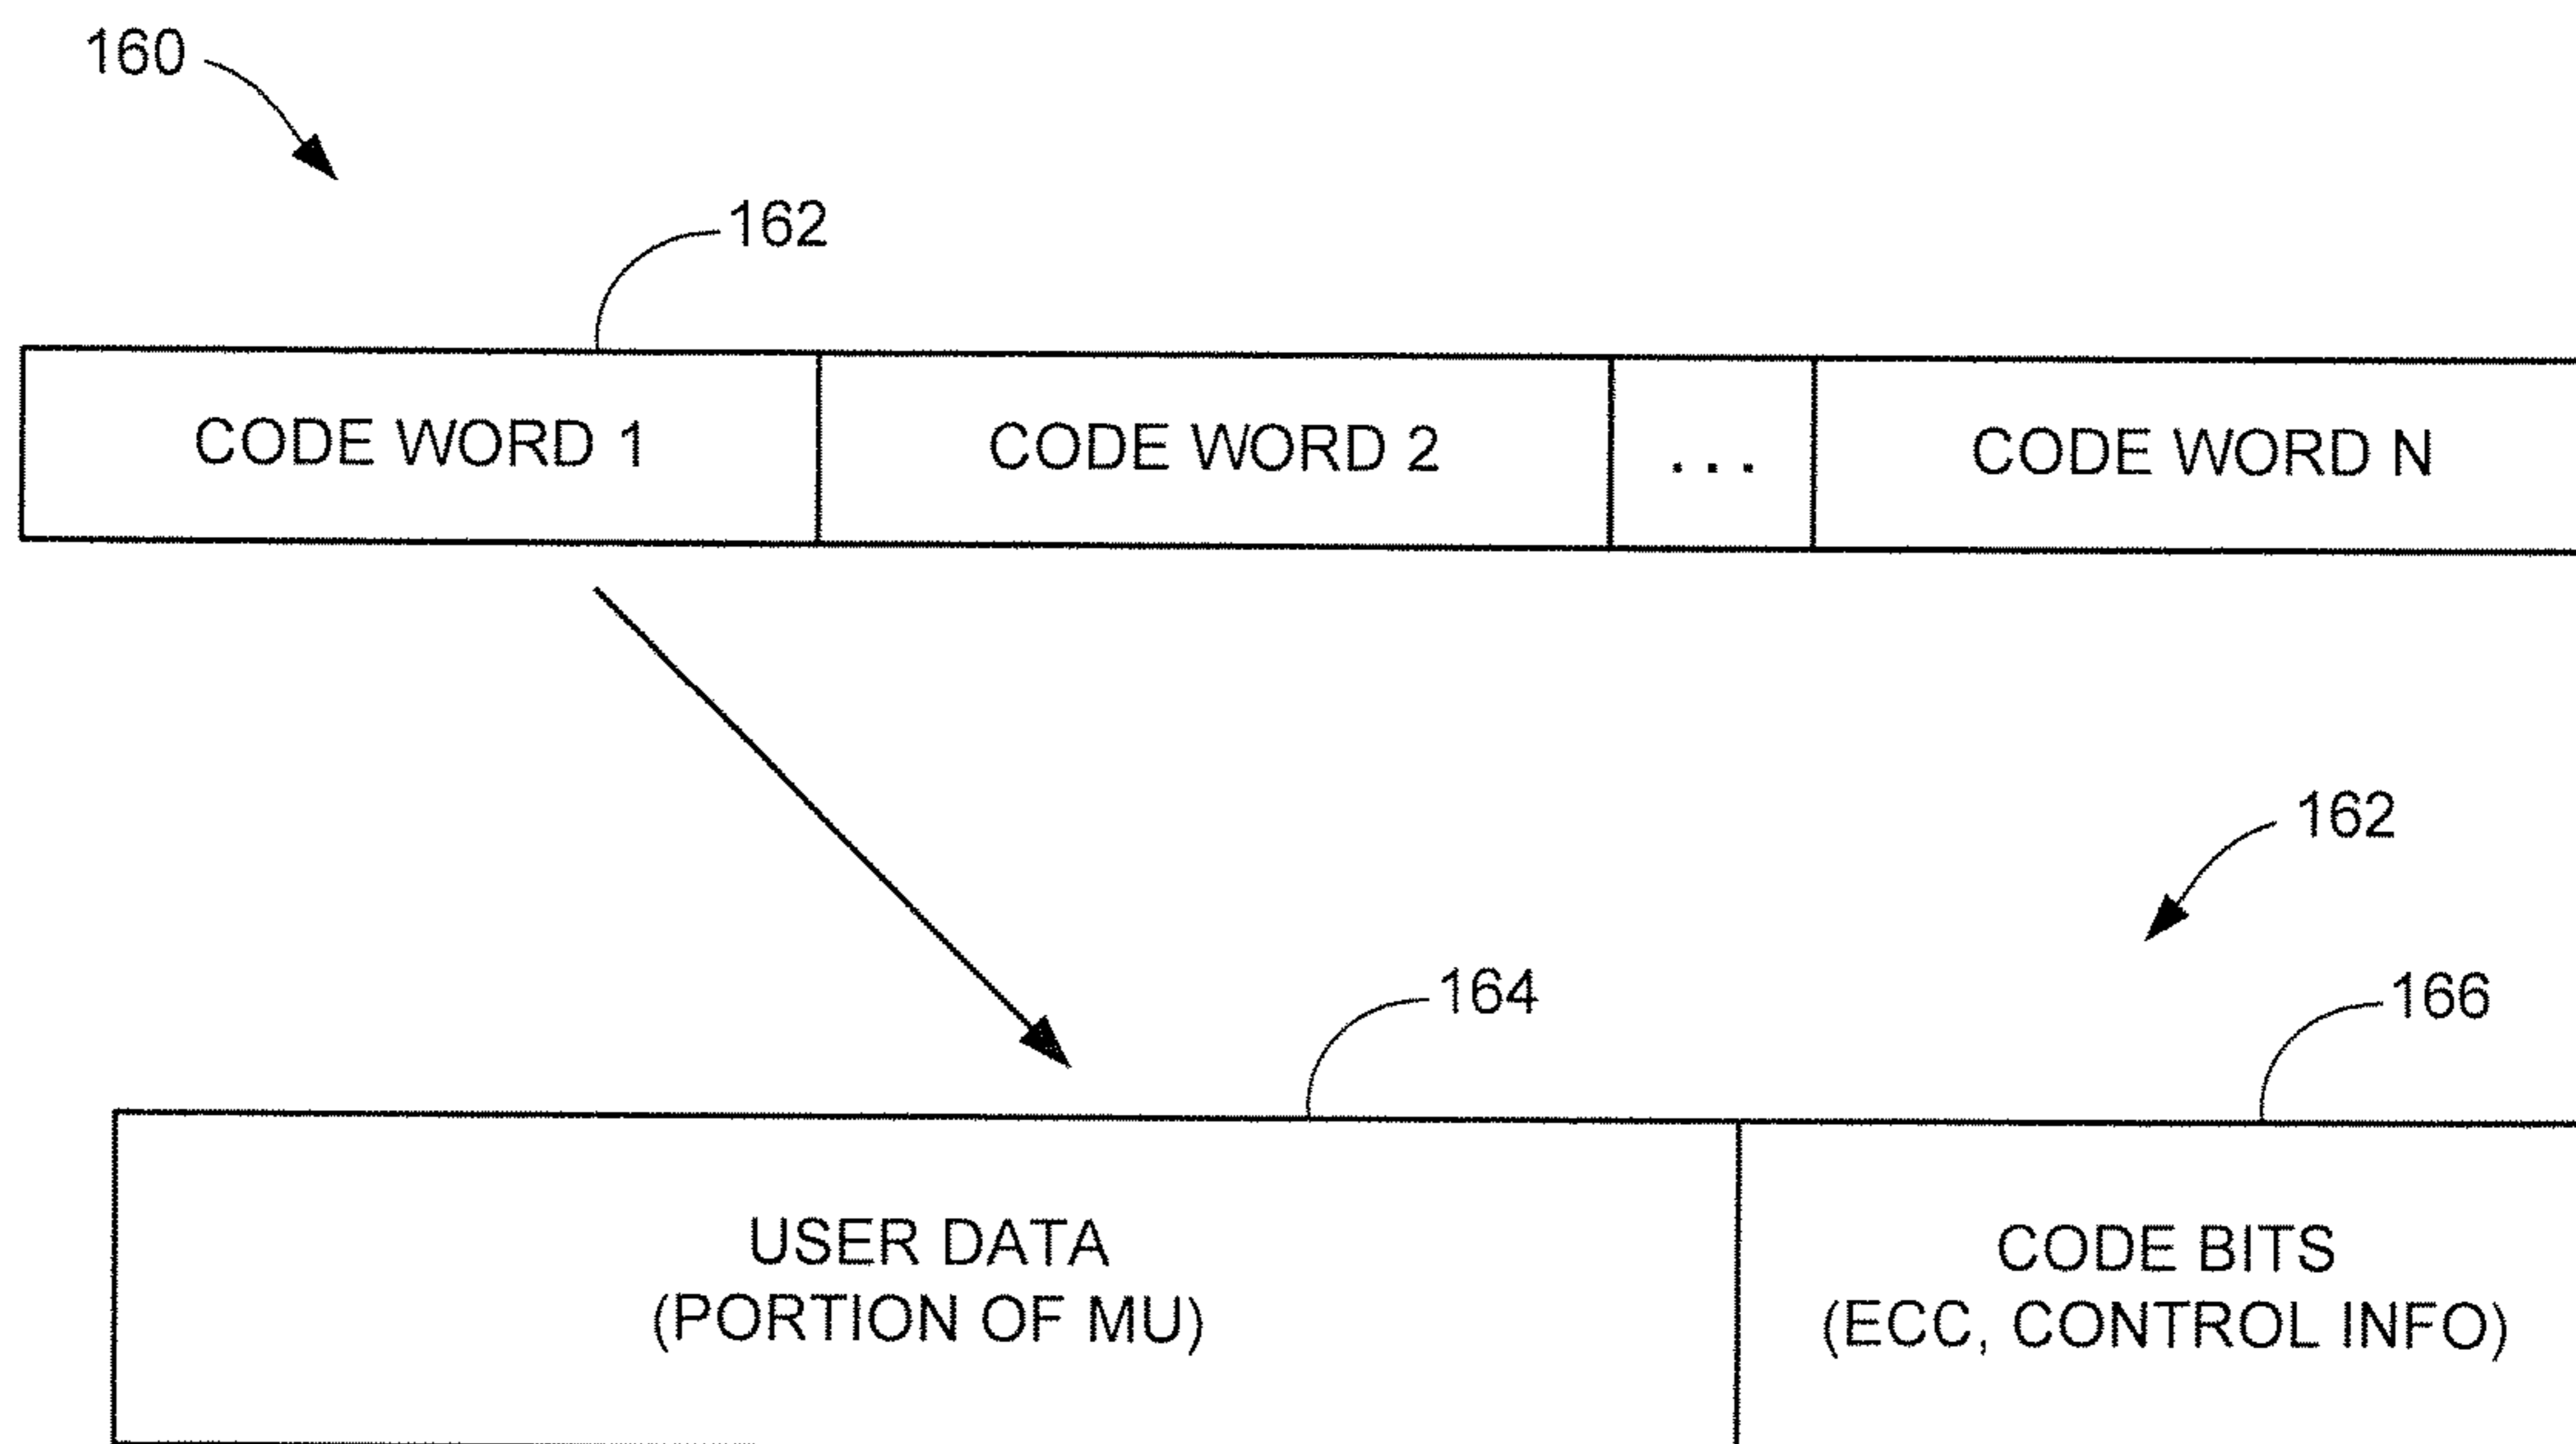 160
162
CODE WORD 1
CODE WORD 2
...
CODE WORD N
162
164
166
USER DATA
(PORTION OF MU)
CODE BITS
(ECC, CONTROL INFO)